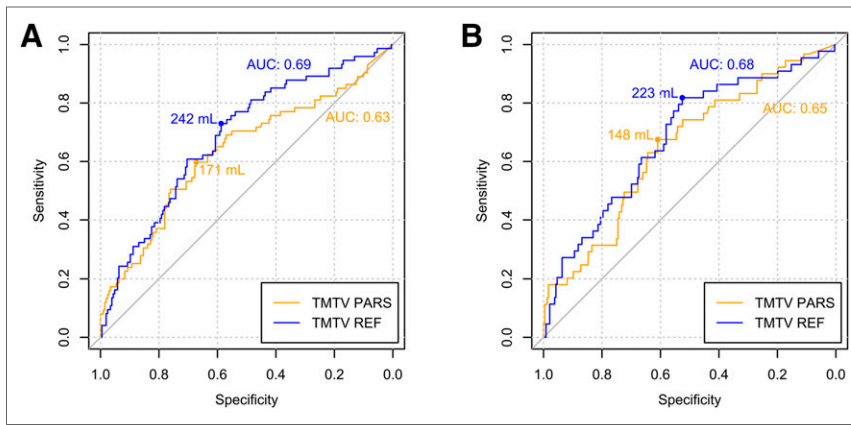 A
1.0
0.8
0.6
0.4
0.2
0.0
Sensitivity
AUC: 0.69
242 mL
AUC: 0.63
171 mL
TMTV PARS
TMTV REF
1.0 0.8 0.6 0.4 0.2 0.0
Specificity
B
1.0
0.8
0.6
0.4
0.2
0.0
Sensitivity
AUC: 0.68
223 mL
AUC: 0.65
148 mL
TMTV PARS
TMTV REF
1.0 0.8 0.6 0.4 0.2 0.0
Specificity